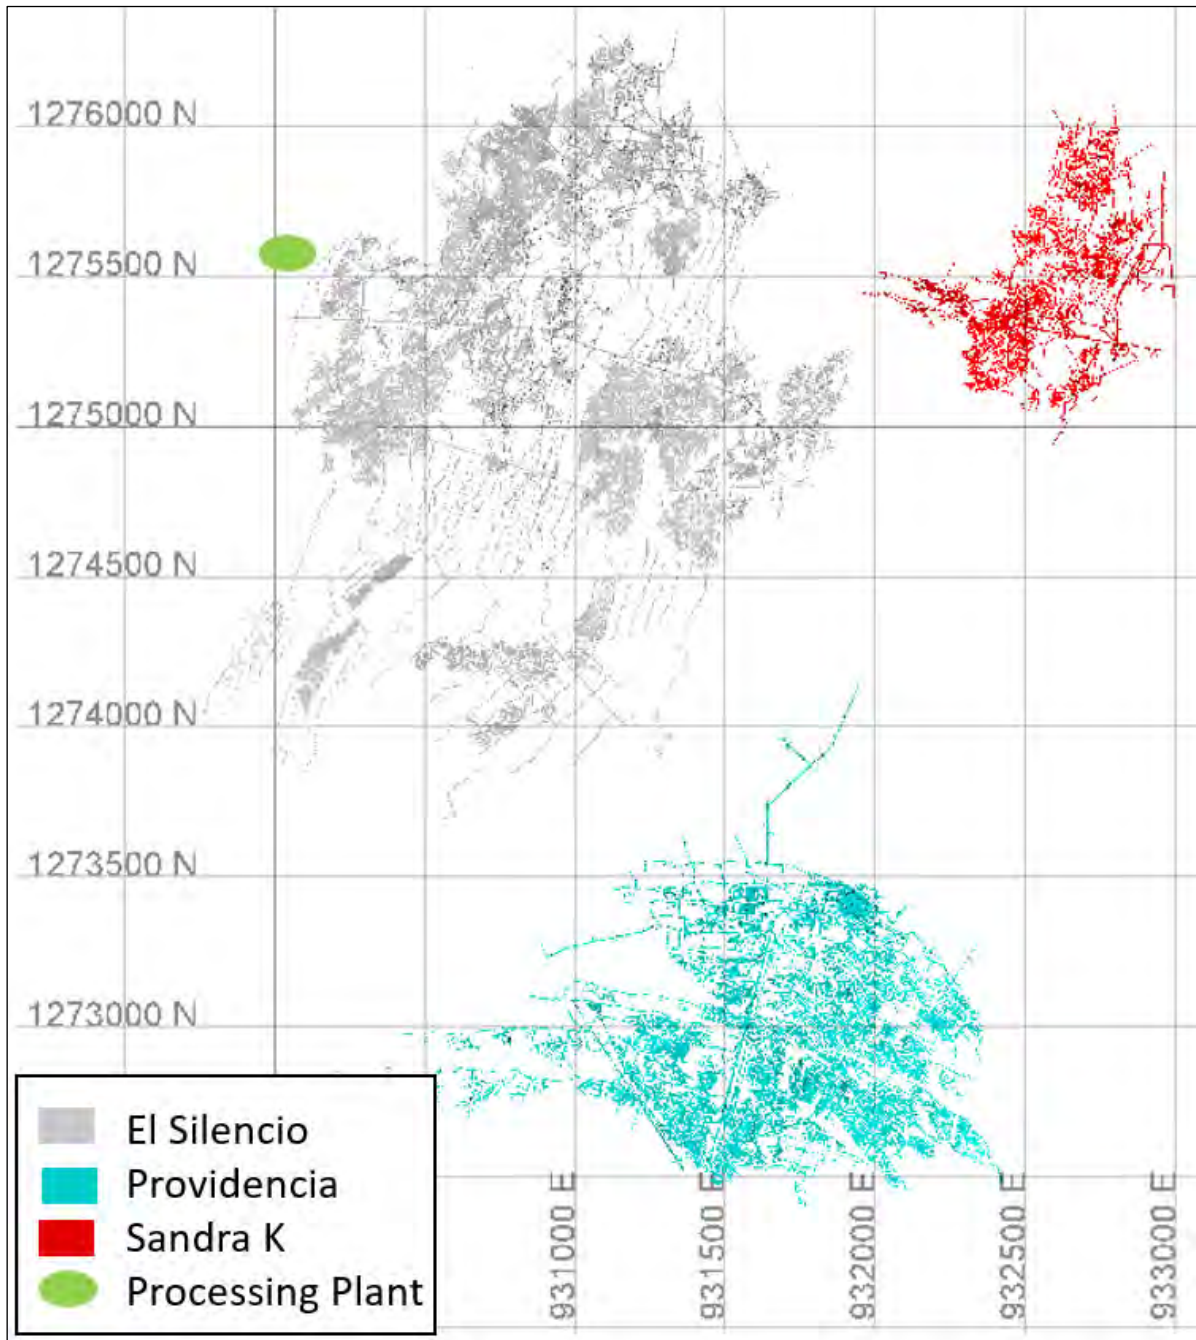 1276000 N
1275500 N
1275000 N
1274500 N
1274000 N
1273500 N
1273000 N
El Silencio
Providencia
Sandra K
Processing Plant
931000 E
931500 E
932000 E
932500 E
933000 E